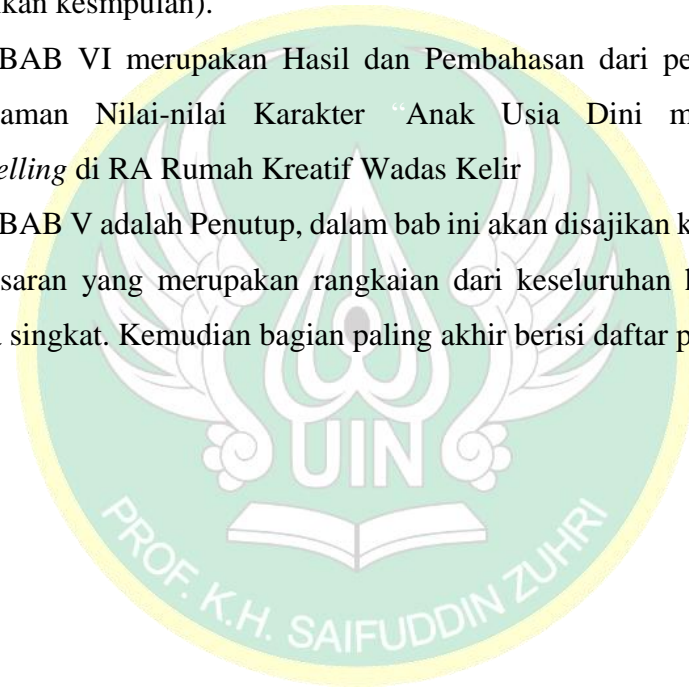 ikan kesmpulan).
BAB VI merupakan Hasil dan Pembahasan dari pe
aman Nilai-nilai Karakter “Anak Usia Dini m
elling di RA Rumah Kreatif Wadas Kelir
BAB V adalah Penutup, dalam bab ini akan disajikan k
saran yang merupakan rangkaian dari keseluruhan
singkat. Kemudian bagian paling akhir berisi daftar p
UIN
PROF. K.H. SAIFUDDIN ZUHRI